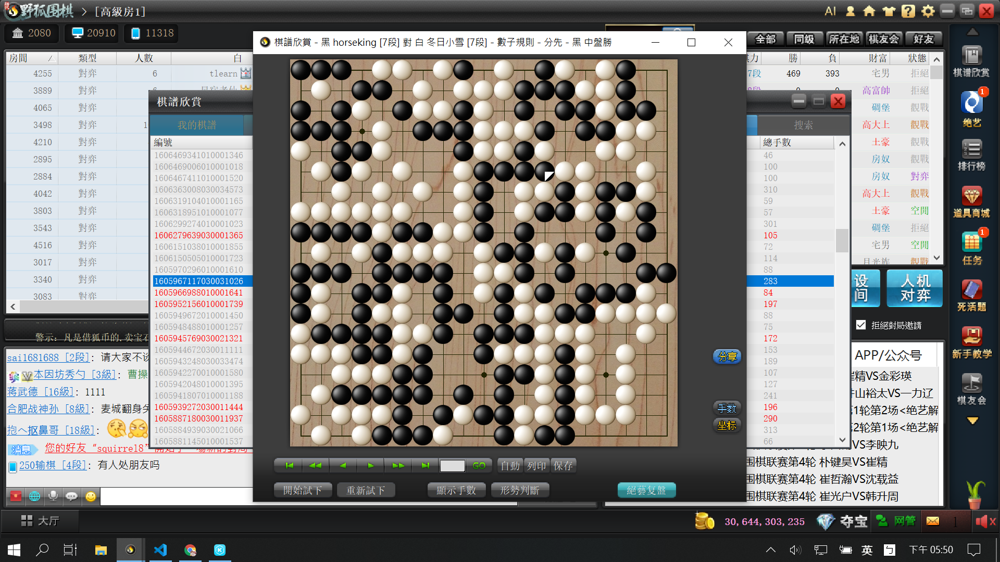 野狐围棋 > [高級房1]
AI
2080 20910 11318
房間 類型 人數 白
4255 對弈 6 tlearn
3889 對弈
4065 對弈
3498 對弈 1
4210 對弈
2895 對弈
2884 對弈
4042 對弈
3803 對弈
3543 對弈
4516 對弈
3017 對弈
3340 對弈
3083 對弈
警示: 凡是借狐币的,卖宝石
sai1681688 [2段]: 请大家不谈
本因坊秀勺 [3級]: 曹操
蒋武德 [16級]: 1111
合肥战神孙 [8級]: 麦城翻身失
抱へ抠鼻哥 [18級]:
消息 您的好友 “squirrel8”
250输棋 [4段]: 有人处朋友吗
大厅
棋譜欣賞
我的棋譜
編號
1606469341010001346
1606469006010001018
1606467411010001520
1606363008030034573
1606319104010001165
1606318951010001077
1606299274010001023
1606279639030001365
1606151038010001855
1606150505010001723
1605970296010001610
1605967117030031026
1605966988010001641
1605952156010001739
1605949672010001450
1605948488010001257
1605945769030021321
1605944672030011111
1605943248030033474
1605942270010001580
1605942048010001395
1605941807010001188
1605939272030011444
1605887180030011937
1605884939030021066
1605881145010001537
棋譜欣賞 - 黑 horseking [7段] 對 白 冬日小雪 [7段] - 數子規則 - 分先 - 黑 中盤勝
分享
手数
坐标
GO 自動 列印 保存
開始試下 重新試下 顯示手數 形勢判斷 絕藝复盤
搜索
總手數
46
100
100
310
59
57
301
105
72
114
88
283
84
197
88
75
172
153
189
107
127
241
196
290
313
66
全部 同級 所在地 棋友会 好友
棋力 勝 負 財富 狀態
7段 469 393 宅男 拒絕
高富帥 拒絕
碉堡 觀戰
高大上 觀戰
土豪 觀戰
房奴 觀戰
房奴 對弈
高大上 觀戰
土豪 空閒
碉堡 拒絕
宅男 空閒
月光族 觀戰
设
间
人机
对弈
拒絕對局邀請
APP/公众号
精VS金彩瑛
井山裕太VS一力辽
第1轮第2场<绝艺解
第2轮第1场<绝艺解
VS李映九
围棋联赛第4轮 朴键昊VS崔精
围棋联赛第4轮 崔哲瀚VS沈载益
围棋联赛第4轮 崔光户VS韩升周
棋谱欣赏
1
绝艺
排行榜
道具商城
1
任务
死活題
新手教学
棋友会
30,644,303,235 夺宝 网管 1
英 ㄅ 下午 05:50